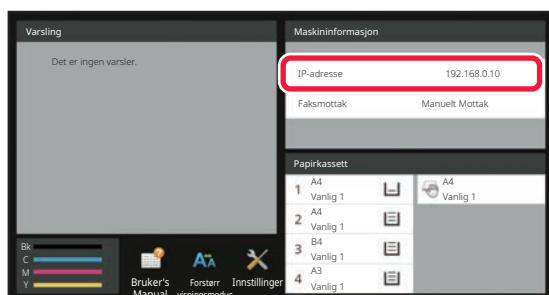 Varsling
Det er ingen varsler.
Maskininformasjon
IP-adresse 192.168.0.10
Faksmottak Manuelt Mottak
Papirkassett
1 A4
Vanlig 1
2 A4
Vanlig 1
3 B4
Vanlig 1
4 A3
Vanlig 1
A4
Vanlig 1
Bk
C
M
Y
Bruker's
Manual
Forstørr
visningsmodus
Innstillinger